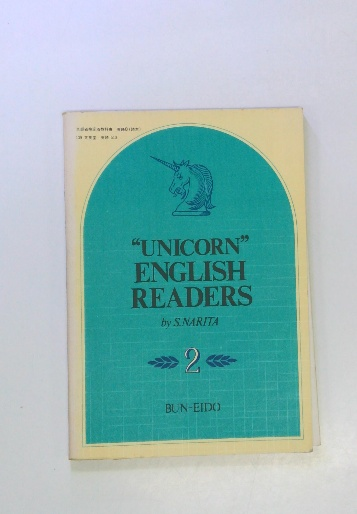 "UNICORN"
ENGLISH
READERS
by S.NARITA
2
BUN-EIDO